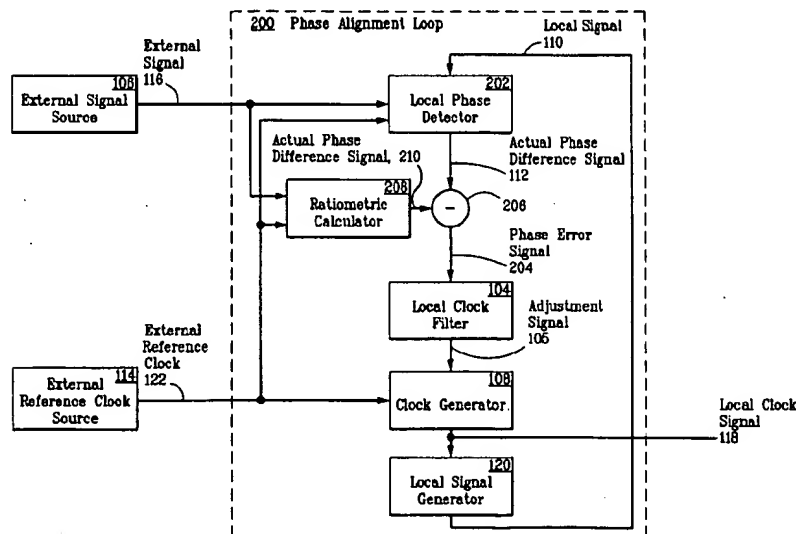 200 Phase Alignment Loop
Local Signal
110
External
Signal
116
106
External Signal
Source
202
Local Phase
Detector
Actual Phase
Difference Signal, 210
Actual Phase
Difference Signal
112
208
Ratiometric
Calculator
-
206
Phase Error
Signal
204
104
Local Clock
Filter
Adjustment
Signal
105
External
Reference
Clock
122
114
External
Reference Clock
Source
108
Clock Generator.
Local Clock
Signal
118
120
Local Signal
Generator